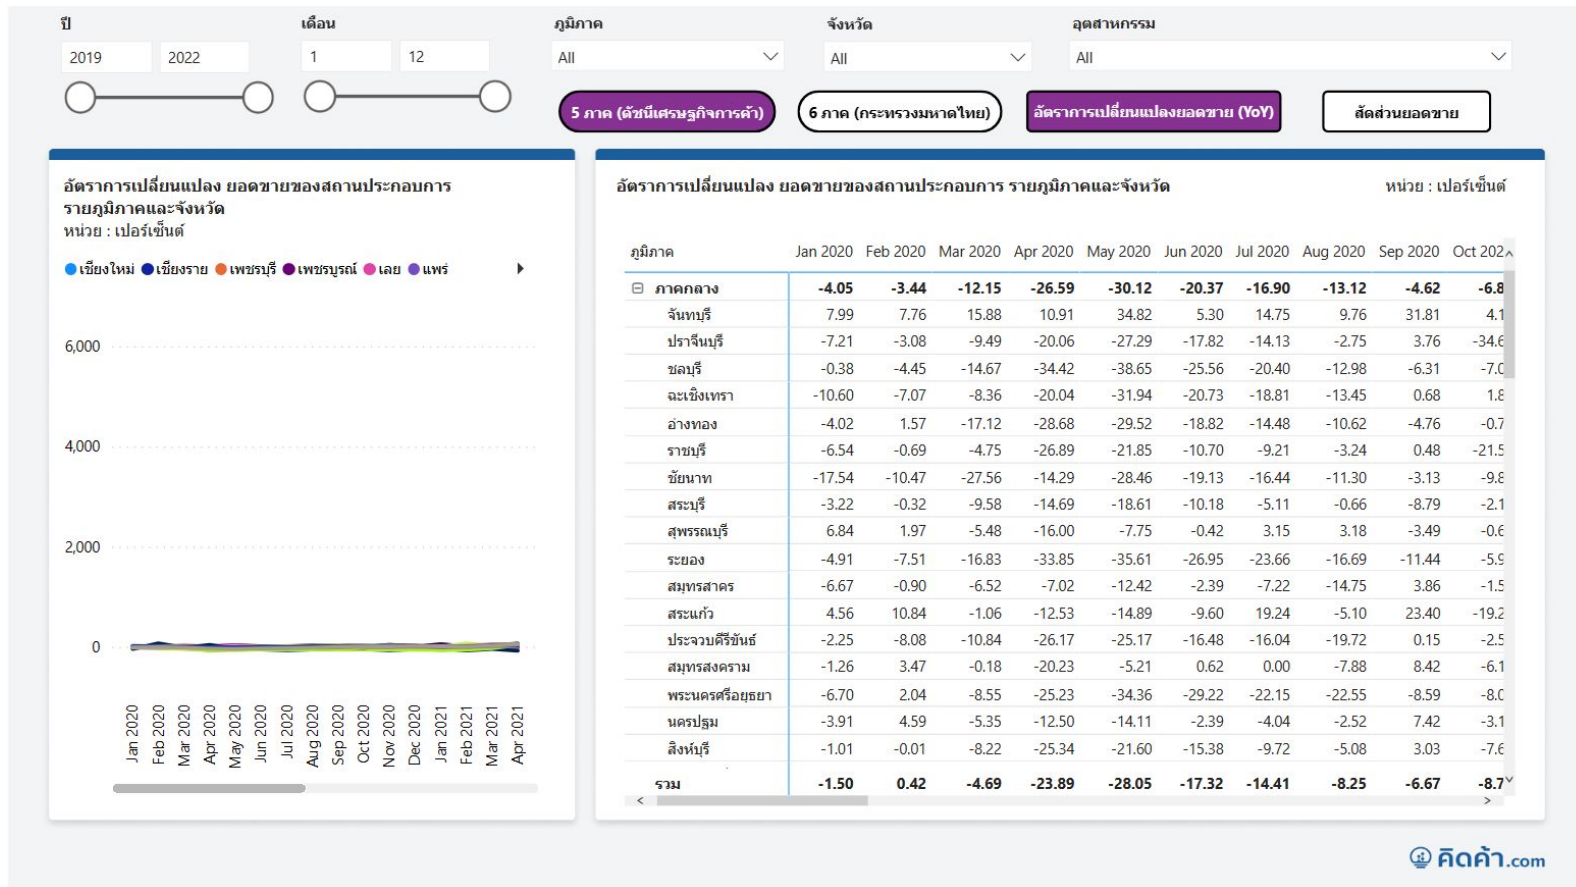 ปี เดือน ภูมิภาค จังหวัด อุตสาหกรรม
2019 2022 1 12 All All All
5 ภาค (ดัชนีเศรษฐกิจการค้า) 6 ภาค (กระทรวงมหาดไทย) อัตราการเปลี่ยนแปลงยอดขาย (YoY) สัดส่วนยอดขาย
อัตราการเปลี่ยนแปลง ยอดขายของสถานประกอบการ
รายภูมิภาคและจังหวัด
หน่วย : เปอร์เซ็นต์
เชียงใหม่ เชียงราย เพชรบุรี เพชรบูรณ์ เลย แพร่
6,000
4,000
2,000
0
Jan 2020 Feb 2020 Mar 2020 Apr 2020 May 2020 Jun 2020 Jul 2020 Aug 2020 Sep 2020 Oct 2020 Nov 2020 Dec 2020 Jan 2021 Feb 2021 Mar 2021 Apr 2021
อัตราการเปลี่ยนแปลง ยอดขายของสถานประกอบการ รายภูมิภาคและจังหวัด หน่วย : เปอร์เซ็นต์
ภูมิภาค Jan 2020 Feb 2020 Mar 2020 Apr 2020 May 2020 Jun 2020 Jul 2020 Aug 2020 Sep 2020 Oct 202
ภาคกลาง -4.05 -3.44 -12.15 -26.59 -30.12 -20.37 -16.90 -13.12 -4.62 -6.8
จันทบุรี 7.99 7.76 15.88 10.91 34.82 5.30 14.75 9.76 31.81 4.1
ปราจีนบุรี -7.21 -3.08 -9.49 -20.06 -27.29 -17.82 -14.13 -2.75 3.76 -34.6
ชลบุรี -0.38 -4.45 -14.67 -34.42 -38.65 -25.56 -20.40 -12.98 -6.31 -7.0
ฉะเชิงเทรา -10.60 -7.07 -8.36 -20.04 -31.94 -20.73 -18.81 -13.45 0.68 1.8
อ่างทอง -4.02 1.57 -17.12 -28.68 -29.52 -18.82 -14.48 -10.62 -4.76 -0.7
ราชบุรี -6.54 -0.69 -4.75 -26.89 -21.85 -10.70 -9.21 -3.24 0.48 -21.5
ชัยนาท -17.54 -10.47 -27.56 -14.29 -28.46 -19.13 -16.44 -11.30 -3.13 -9.8
สระบุรี -3.22 -0.32 -9.58 -14.69 -18.61 -10.18 -5.11 -0.66 -8.79 -2.1
สุพรรณบุรี 6.84 1.97 -5.48 -16.00 -7.75 -0.42 3.15 3.18 -3.49 -0.6
ระยอง -4.91 -7.51 -16.83 -33.85 -35.61 -26.95 -23.66 -16.69 -11.44 -5.9
สมุทรสาคร -6.67 -0.90 -6.52 -7.02 -12.42 -2.39 -7.22 -14.75 3.86 -1.5
สระแก้ว 4.56 10.84 -1.06 -12.53 -14.89 -9.60 19.24 -5.10 23.40 -19.2
ประจวบคีรีขันธ์ -2.25 -8.08 -10.84 -26.17 -25.17 -16.48 -16.04 -19.72 0.15 -2.5
สมุทรสงคราม -1.26 3.47 -0.18 -20.23 -5.21 0.62 0.00 -7.88 8.42 -6.1
พระนครศรีอยุธยา -6.70 2.04 -8.55 -25.23 -34.36 -29.22 -22.15 -22.55 -8.59 -8.0
นครปฐม -3.91 4.59 -5.35 -12.50 -14.11 -2.39 -4.04 -2.52 7.42 -3.1
สิงห์บุรี -1.01 -0.01 -8.22 -25.34 -21.60 -15.38 -9.72 -5.08 3.03 -7.6
รวม -1.50 0.42 -4.69 -23.89 -28.05 -17.32 -14.41 -8.25 -6.67 -8.7
คิดค้า.com